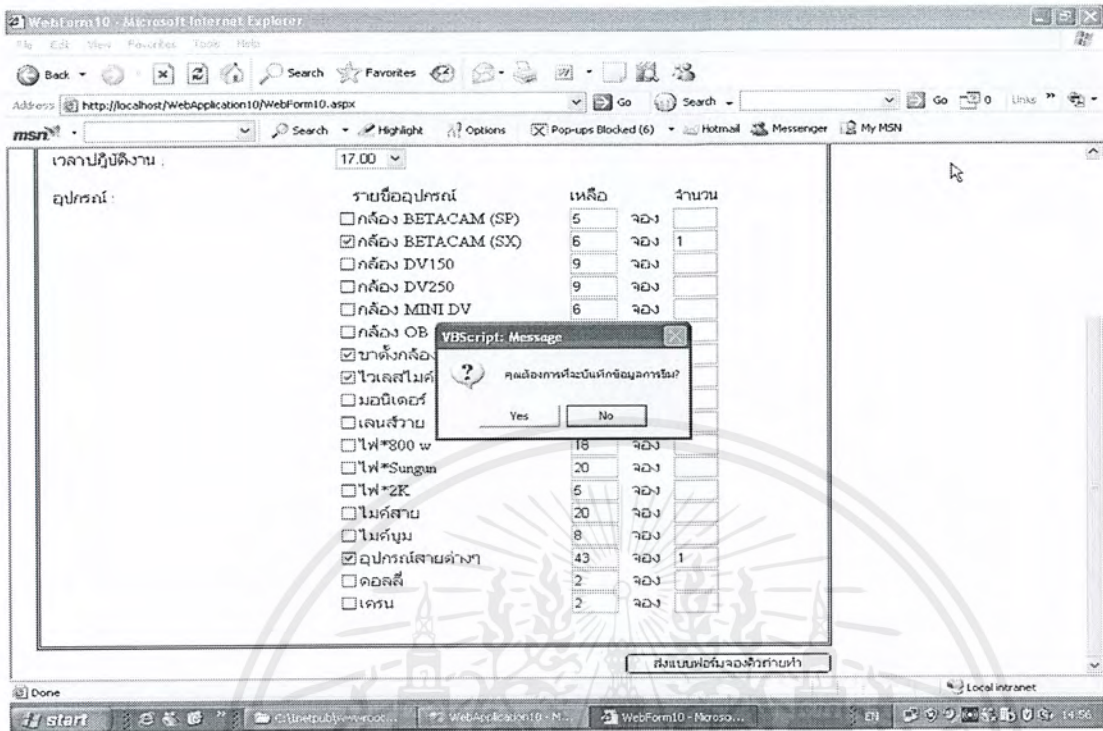 WebForm10 - Microsoft Internet Explorer
File Edit View Favorites Tools Help
Back Search Favorites
Address http://localhost/WebApplication10/WebForm10.aspx Go Search Go 0 Links
msn Search Highlight Options Pop-ups Blocked (6) Hotmail Messenger My MSN
เวลาปฏิบัติงาน : 17.00
อุปกรณ์ : รายชื่ออุปกรณ์ เหลือ จำนวน
กล้อง BETACAM (SP) 5 จอง
กล้อง BETACAM (SX) 6 จอง 1
กล้อง DV150 9 จอง
กล้อง DV250 9 จอง
กล้อง MINI DV 6 จอง
กล้อง OB
ขาตั้งกล้อง
ไวเลสไมค์
มอนิเตอร์
เลนส์วาย
VBScript: Message
คุณต้องการที่จะบันทึกข้อมูลการยืม?
Yes No
ไฟ*800 w 18 จอง
ไฟ*Sungun 20 จอง
ไฟ*2K 5 จอง
ไมค์สาย 20 จอง
ไมค์บูม 8 จอง
อุปกรณ์สายต่างๆ 43 จอง 1
ดอลลี่ 2 จอง
เครน 2 จอง
ส่งแบบฟอร์มจองคิวถ่ายทำ
Done Local intranet
start C:\Inetpub\wwwroot... WebApplication10 - M... WebForm10 - Microso... EN 14:56